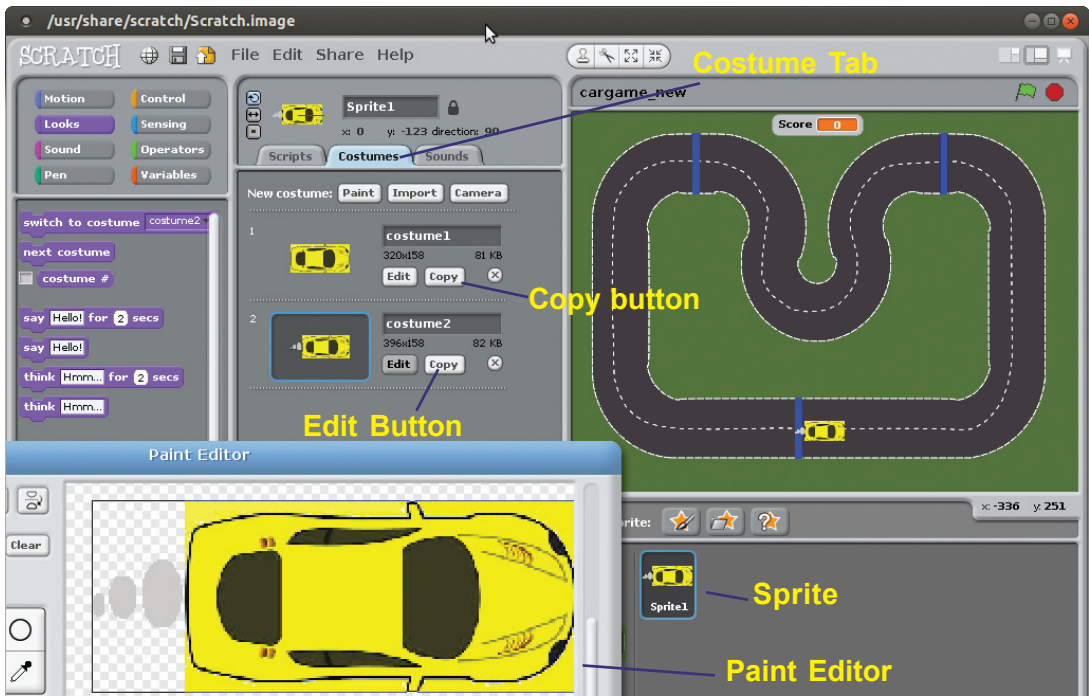 /usr/share/scratch/Scratch.image
SCRATCH File Edit Share Help
Costume Tab
Motion Control
Looks Sensing
Sound Operators
Pen Variables
Sprite1
x: 0 y: -123 direction: 90
Scripts Costumes Sounds
New costume: Paint Import Camera
1
costume1
320x158 81 KB
Edit Copy
Copy button
2
costume2
396x158 82 KB
Edit Copy
Edit Button
switch to costume costume2
next costume
costume #
say Hello! for 2 secs
say Hello!
think Hmm... for 2 secs
think Hmm...
cargame_new
Score 0
x: -336 y: 251
rite:
Sprite1
Sprite
Paint Editor
Clear
Paint Editor